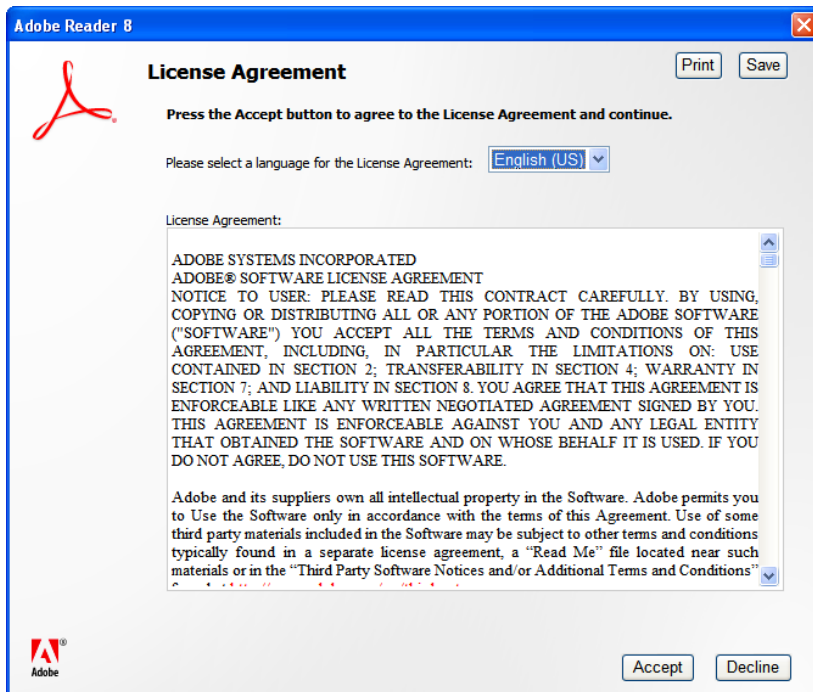 Adobe Reader 8
License Agreement
Print
Save
Press the Accept button to agree to the License Agreement and continue.
Please select a language for the License Agreement:
English (US)
License Agreement:
ADOBE SYSTEMS INCORPORATED
ADOBE® SOFTWARE LICENSE AGREEMENT
NOTICE TO USER: PLEASE READ THIS CONTRACT CAREFULLY. BY USING,
COPYING OR DISTRIBUTING ALL OR ANY PORTION OF THE ADOBE SOFTWARE
("SOFTWARE") YOU ACCEPT ALL THE TERMS AND CONDITIONS OF THIS
AGREEMENT, INCLUDING, IN PARTICULAR THE LIMITATIONS ON: USE
CONTAINED IN SECTION 2; TRANSFERABILITY IN SECTION 4; WARRANTY IN
SECTION 7; AND LIABILITY IN SECTION 8. YOU AGREE THAT THIS AGREEMENT IS
ENFORCEABLE LIKE ANY WRITTEN NEGOTIATED AGREEMENT SIGNED BY YOU.
THIS AGREEMENT IS ENFORCEABLE AGAINST YOU AND ANY LEGAL ENTITY
THAT OBTAINED THE SOFTWARE AND ON WHOSE BEHALF IT IS USED. IF YOU
DO NOT AGREE, DO NOT USE THIS SOFTWARE.
Adobe and its suppliers own all intellectual property in the Software. Adobe permits you
to Use the Software only in accordance with the terms of this Agreement. Use of some
third party materials included in the Software may be subject to other terms and conditions
typically found in a separate license agreement, a “Read Me” file located near such
materials or in the “Third Party Software Notices and/or Additional Terms and Conditions”
Adobe
Accept
Decline